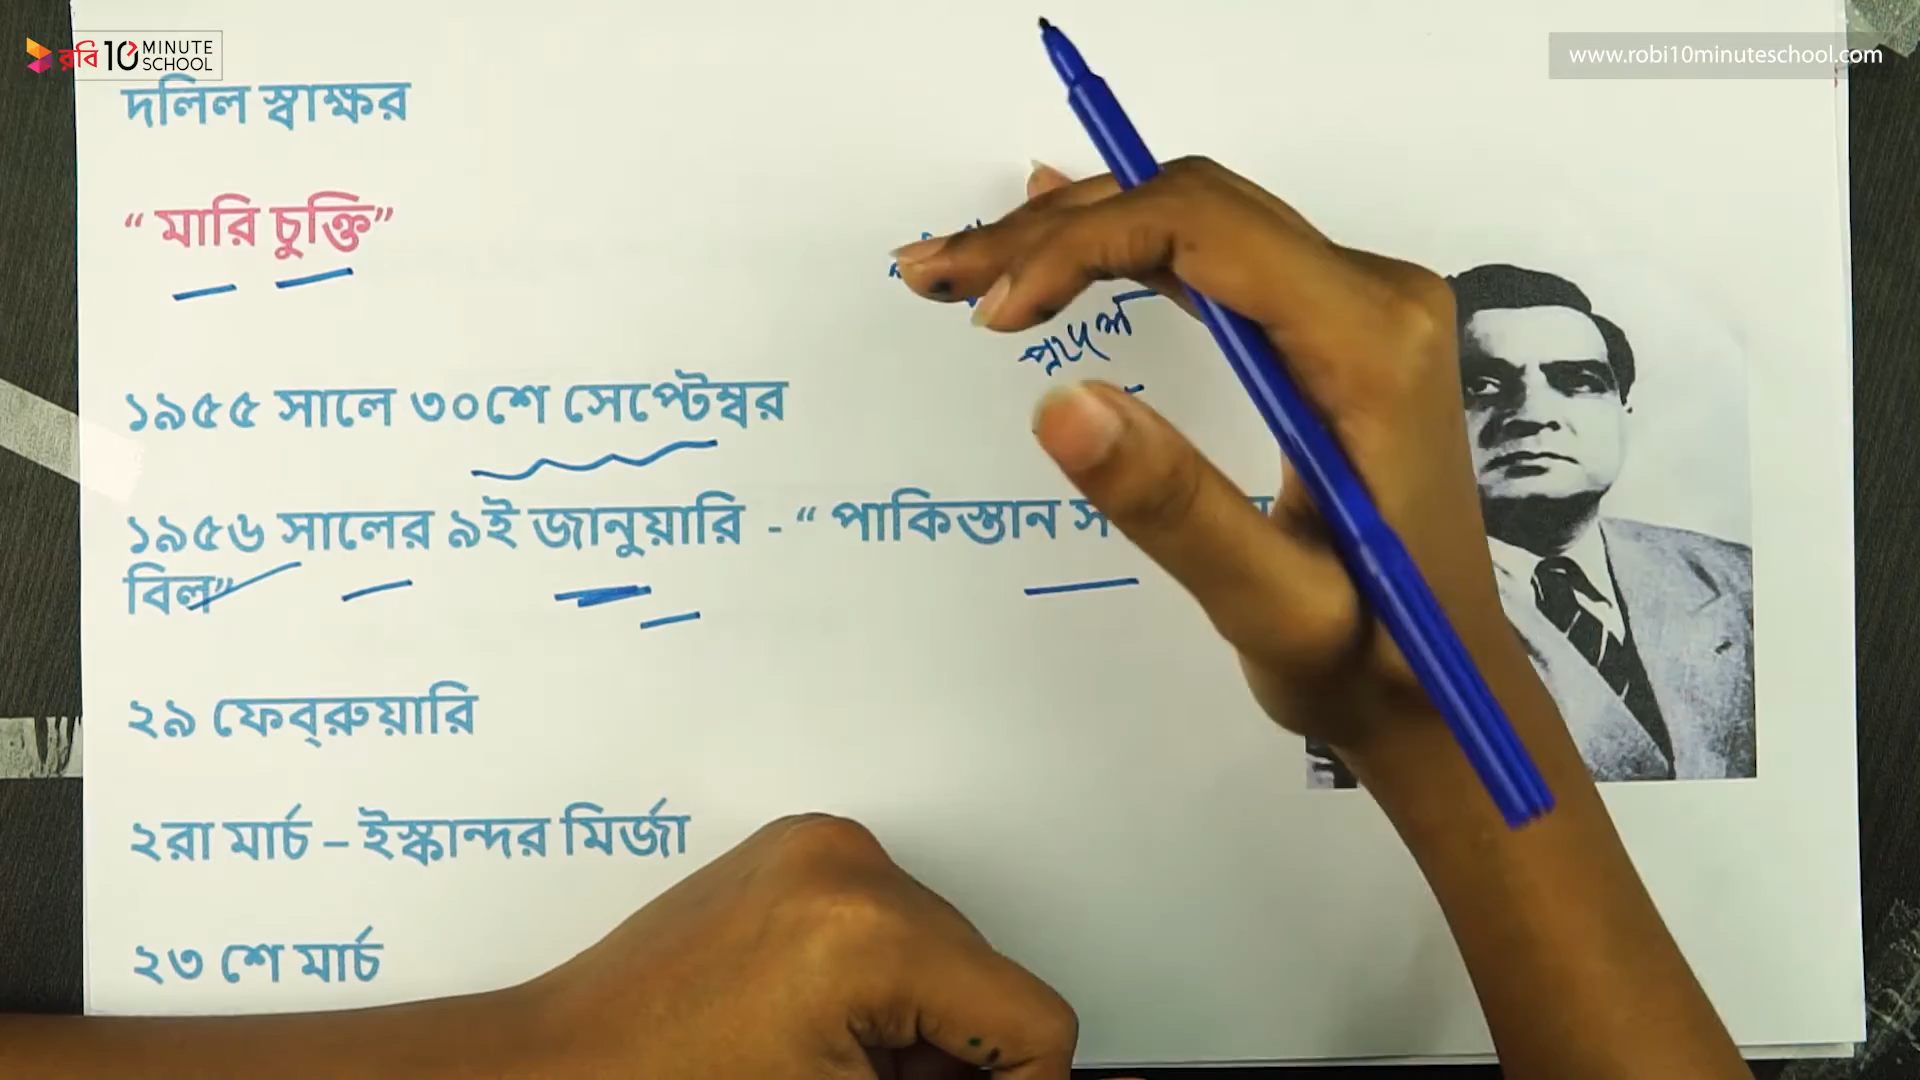 রবি 10 MINUTE SCHOOL
www.robi10minuteschool.com
দলিল স্বাক্ষর
“ মারি চুক্তি”
প্রদেশ
১৯৫৫ সালে ৩০শে সেপ্টেম্বর
১৯৫৬ সালের ৯ই জানুয়ারি - “ পাকিস্তান
বিল”
২৯ ফেব্রুয়ারি
২রা মার্চ – ইস্কান্দর মির্জা
২৩ শে মার্চ